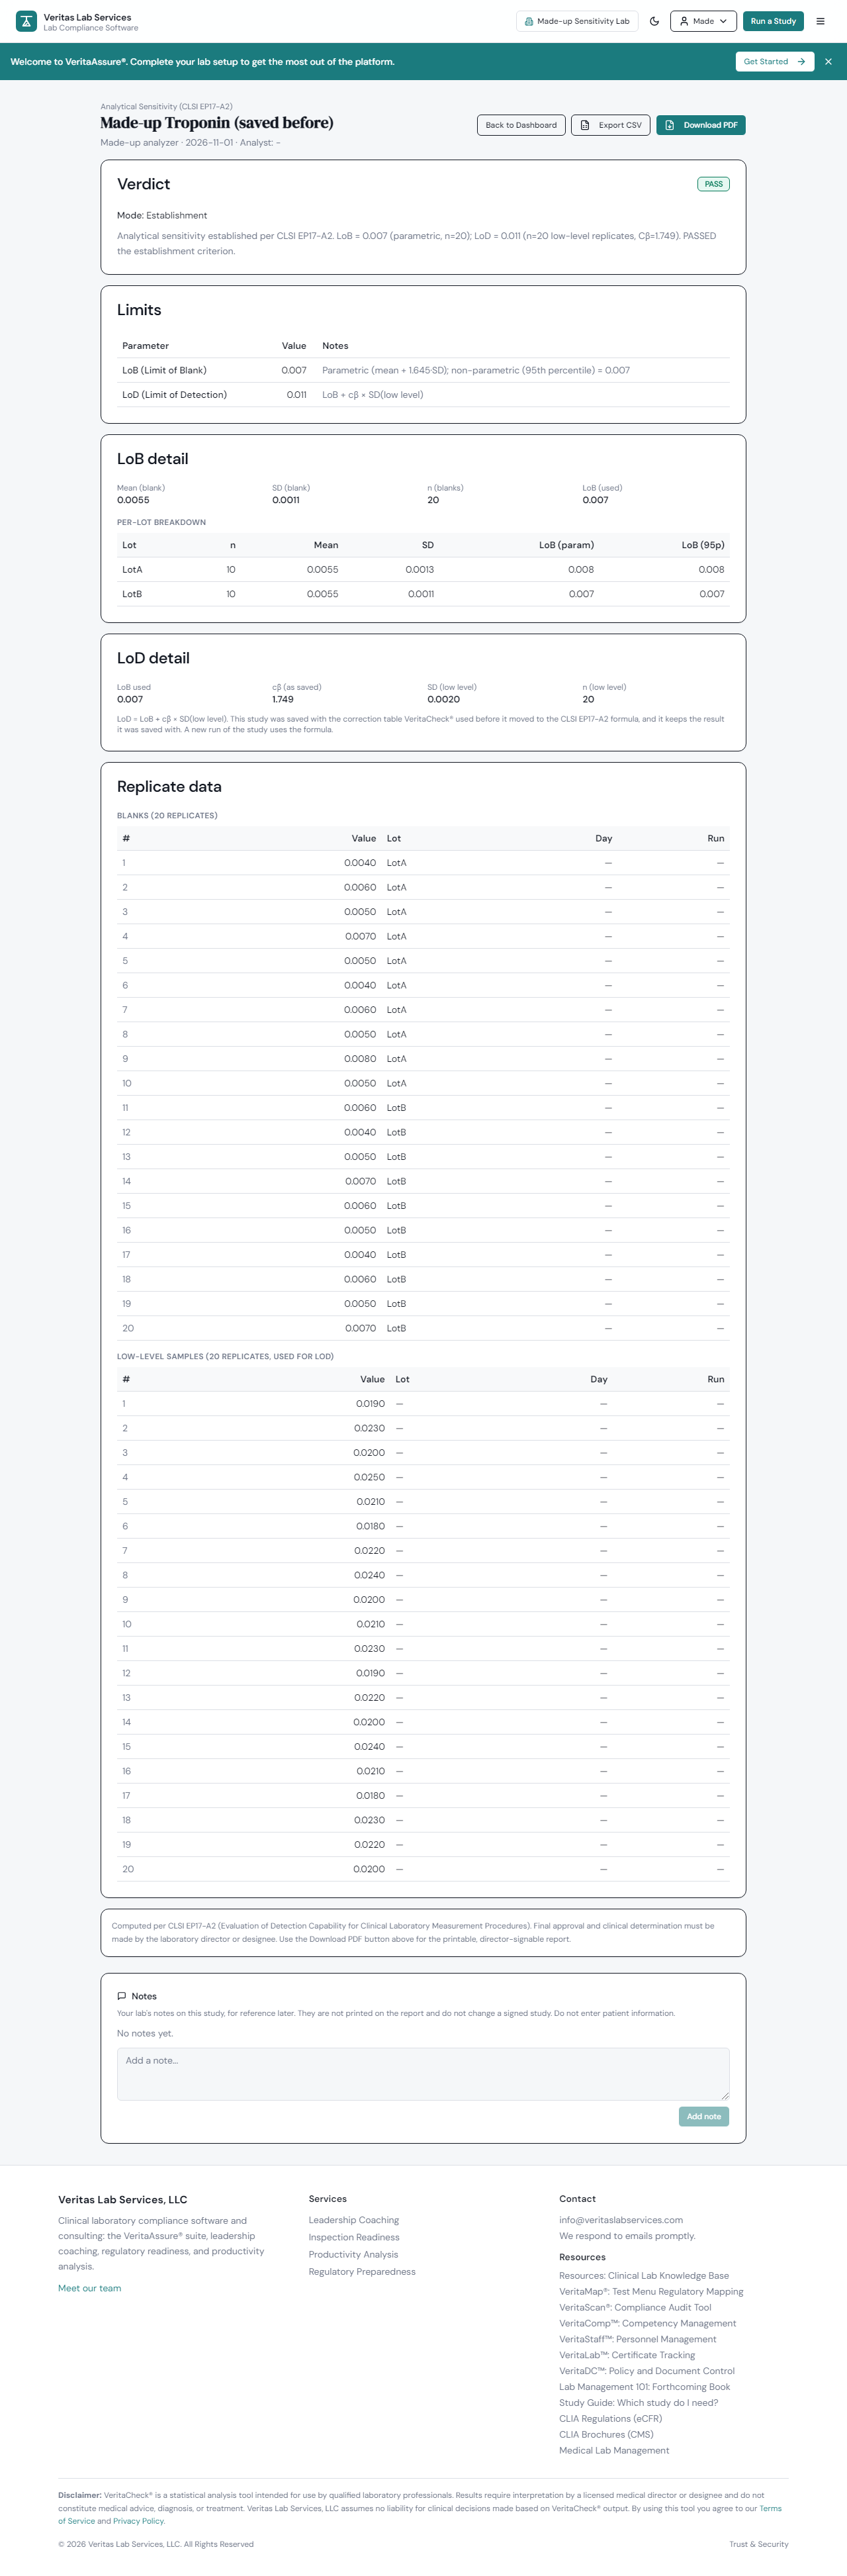 Veritas Lab Services
Lab Compliance Software
Made-up Sensitivity Lab
Made
Run a Study
Welcome to VeritaAssure®. Complete your lab setup to get the most out of the platform.
Get Started
Analytical Sensitivity (CLSI EP17-A2)
Made-up Troponin (saved before)
Made-up analyzer · 2026-11-01 · Analyst: -
Back to Dashboard
Export CSV
Download PDF
Verdict
PASS
Mode: Establishment
Analytical sensitivity established per CLSI EP17-A2. LoB = 0.007 (parametric, n=20); LoD = 0.011 (n=20 low-level replicates, Cβ=1.749). PASSED
the establishment criterion.
Limits
Parameter Value Notes
LoB (Limit of Blank) 0.007 Parametric (mean + 1.645·SD); non-parametric (95th percentile) = 0.007
LoD (Limit of Detection) 0.011 LoB + cβ × SD(low level)
LoB detail
Mean (blank) SD (blank) n (blanks) LoB (used)
0.0055 0.0011 20 0.007
PER-LOT BREAKDOWN
Lot n Mean SD LoB (param) LoB (95p)
LotA 10 0.0055 0.0013 0.008 0.008
LotB 10 0.0055 0.0011 0.007 0.007
LoD detail
LoB used cβ (as saved) SD (low level) n (low level)
0.007 1.749 0.0020 20
LoD = LoB + cβ × SD(low level). This study was saved with the correction table VeritaCheck® used before it moved to the CLSI EP17-A2 formula, and it keeps the result
it was saved with. A new run of the study uses the formula.
Replicate data
BLANKS (20 REPLICATES)
# Value Lot Day Run
1 0.0040 LotA — —
2 0.0060 LotA — —
3 0.0050 LotA — —
4 0.0070 LotA — —
5 0.0050 LotA — —
6 0.0040 LotA — —
7 0.0060 LotA — —
8 0.0050 LotA — —
9 0.0080 LotA — —
10 0.0050 LotA — —
11 0.0060 LotB — —
12 0.0040 LotB — —
13 0.0050 LotB — —
14 0.0070 LotB — —
15 0.0060 LotB — —
16 0.0050 LotB — —
17 0.0040 LotB — —
18 0.0060 LotB — —
19 0.0050 LotB — —
20 0.0070 LotB — —
LOW-LEVEL SAMPLES (20 REPLICATES, USED FOR LOD)
# Value Lot Day Run
1 0.0190 — — —
2 0.0230 — — —
3 0.0200 — — —
4 0.0250 — — —
5 0.0210 — — —
6 0.0180 — — —
7 0.0220 — — —
8 0.0240 — — —
9 0.0200 — — —
10 0.0210 — — —
11 0.0230 — — —
12 0.0190 — — —
13 0.0220 — — —
14 0.0200 — — —
15 0.0240 — — —
16 0.0210 — — —
17 0.0180 — — —
18 0.0230 — — —
19 0.0220 — — —
20 0.0200 — — —
Computed per CLSI EP17-A2 (Evaluation of Detection Capability for Clinical Laboratory Measurement Procedures). Final approval and clinical determination must be
made by the laboratory director or designee. Use the Download PDF button above for the printable, director-signable report.
Notes
Your lab's notes on this study, for reference later. They are not printed on the report and do not change a signed study. Do not enter patient information.
No notes yet.
Add a note...
Add note
Veritas Lab Services, LLC
Clinical laboratory compliance software and
consulting: the VeritaAssure® suite, leadership
coaching, regulatory readiness, and productivity
analysis.
Meet our team
Services
Leadership Coaching
Inspection Readiness
Productivity Analysis
Regulatory Preparedness
Contact
info@veritaslabservices.com
We respond to emails promptly.
Resources
Resources: Clinical Lab Knowledge Base
VeritaMap®: Test Menu Regulatory Mapping
VeritaScan®: Compliance Audit Tool
VeritaComp™: Competency Management
VeritaStaff™: Personnel Management
VeritaLab™: Certificate Tracking
VeritaDC™: Policy and Document Control
Lab Management 101: Forthcoming Book
Study Guide: Which study do I need?
CLIA Regulations (eCFR)
CLIA Brochures (CMS)
Medical Lab Management
Disclaimer: VeritaCheck® is a statistical analysis tool intended for use by qualified laboratory professionals. Results require interpretation by a licensed medical director or designee and do not
constitute medical advice, diagnosis, or treatment. Veritas Lab Services, LLC assumes no liability for clinical decisions made based on VeritaCheck® output. By using this tool you agree to our Terms
of Service and Privacy Policy.
© 2026 Veritas Lab Services, LLC. All Rights Reserved
Trust & Security